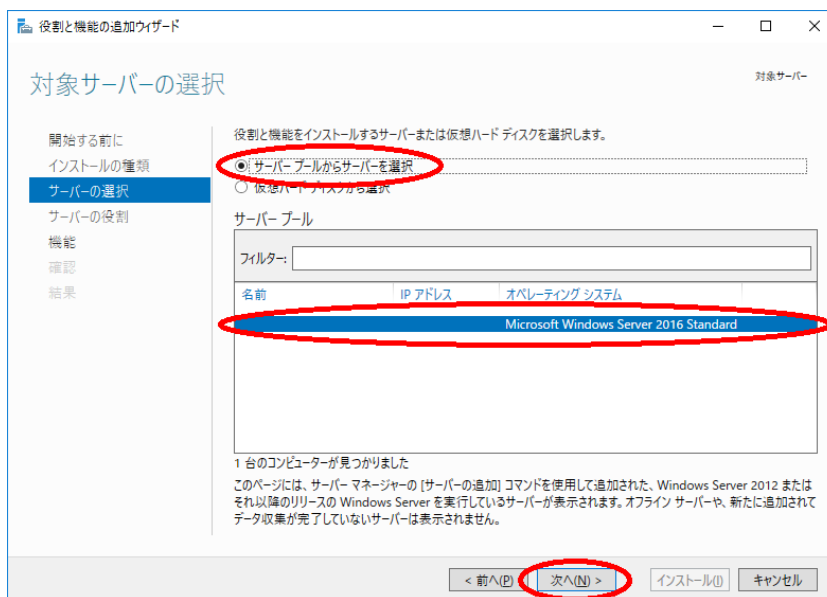 役割と機能の追加ウィザード
対象サーバーの選択
対象サーバー
開始する前に
インストールの種類
サーバーの選択
サーバーの役割
機能
確認
結果
役割と機能をインストールするサーバーまたは仮想ハード ディスクを選択します。
サーバー プールからサーバーを選択
仮想ハード ディスクから選択
サーバー プール
フィルター:
名前 IP アドレス オペレーティング システム
Microsoft Windows Server 2016 Standard
1 台のコンピューターが見つかりました
このページには、サーバー マネージャーの [サーバーの追加] コマンドを使用して追加された、Windows Server 2012 または
それ以降のリリースの Windows Server を実行しているサーバーが表示されます。オフライン サーバーや、新たに追加されて
データ収集が完了していないサーバーは表示されません。
< 前へ(P) 次へ(N) > インストール(I) キャンセル